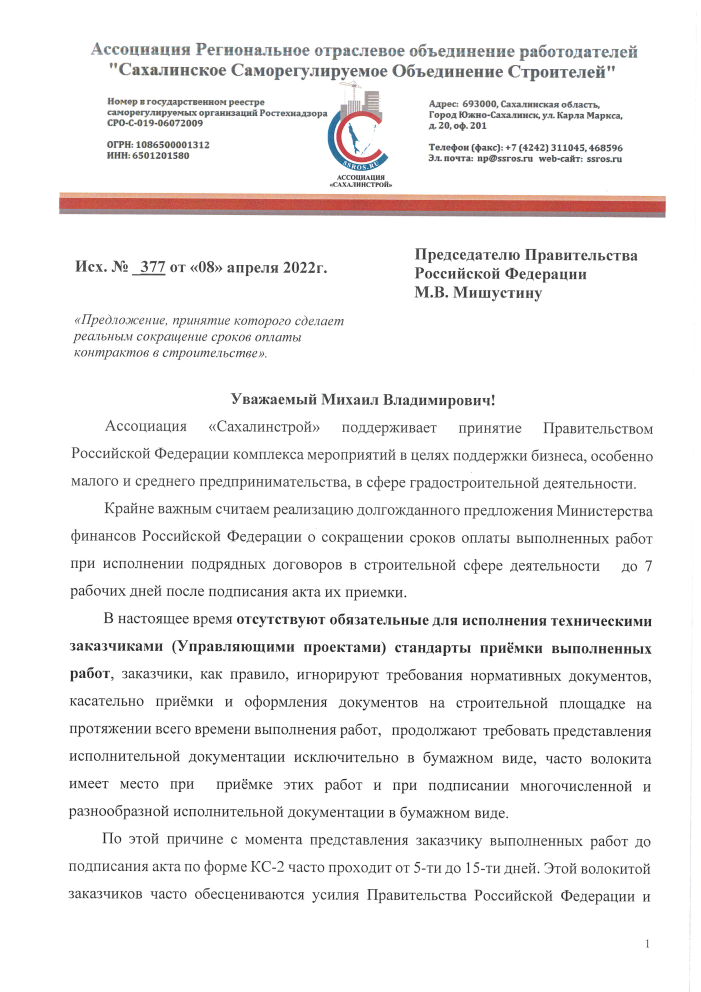 Ассоциация Региональное отраслевое объединение работодателей
"Сахалинское Саморегулируемое Объединение Строителей"
Номер в государственном реестре
саморегулируемых организаций Ростехнадзора
СРО-С-019-06072009
ОГРН: 1086500001312
ИНН: 6501201580
SSROS.RU
АССОЦИАЦИЯ
«САХАЛИНСТРОЙ»
Адрес: 693000, Сахалинская область,
Город Южно-Сахалинск, ул. Карла Маркса,
д. 20, оф. 201
Телефон (факс): +7 (4242) 311045, 468596
Эл. почта: np@ssros.ru web-сайт: ssros.ru
Исх. № 377 от «08» апреля 2022г.
Председателю Правительства
Российской Федерации
М.В. Мишустину
«Предложение, принятие которого сделает
реальным сокращение сроков оплаты
контрактов в строительстве».
Уважаемый Михаил Владимирович!
Ассоциация «Сахалинстрой» поддерживает принятие Правительством
Российской Федерации комплекса мероприятий в целях поддержки бизнеса, особенно
малого и среднего предпринимательства, в сфере градостроительной деятельности.
Крайне важным считаем реализацию долгожданного предложения Министерства
финансов Российской Федерации о сокращении сроков оплаты выполненных работ
при исполнении подрядных договоров в строительной сфере деятельности до 7
рабочих дней после подписания акта их приемки.
В настоящее время отсутствуют обязательные для исполнения техническими
заказчиками (Управляющими проектами) стандарты приёмки выполненных
работ, заказчики, как правило, игнорируют требования нормативных документов,
касательно приёмки и оформления документов на строительной площадке на
протяжении всего времени выполнения работ, продолжают требовать представления
исполнительной документации исключительно в бумажном виде, часто волокита
имеет место при приёмке этих работ и при подписании многочисленной и
разнообразной исполнительной документации в бумажном виде.
По этой причине с момента представления заказчику выполненных работ до
подписания акта по форме КС-2 часто проходит от 5-ти до 15-ти дней. Этой волокитой
заказчиков часто обесцениваются усилия Правительства Российской Федерации и
1